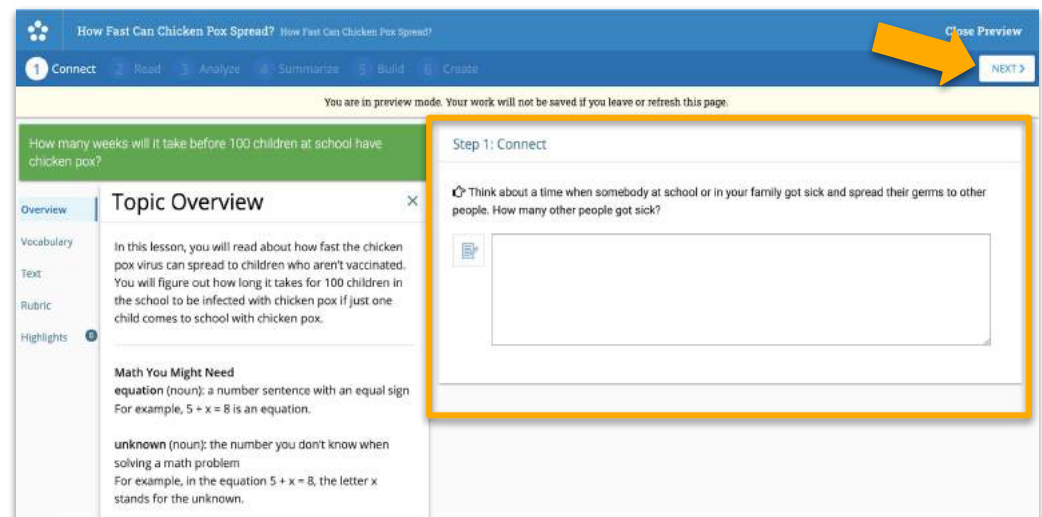 How Fast Can Chicken Pox Spread? How Fast Can Chicken Pox Spread?
Close Preview
1 Connect 2 Read 3 Analyze 4 Summarize 5 Build 6 Create
NEXT >
You are in preview mode. Your work will not be saved if you leave or refresh this page.
How many weeks will it take before 100 children at school have
chicken pox?
Overview
Vocabulary
Text
Rubric
Highlights 0
Topic Overview ×
In this lesson, you will read about how fast the chicken
pox virus can spread to children who aren't vaccinated.
You will figure out how long it takes for 100 children in
the school to be infected with chicken pox if just one
child comes to school with chicken pox.
Math You Might Need
equation (noun): a number sentence with an equal sign
For example, 5 + x = 8 is an equation.
unknown (noun): the number you don't know when
solving a math problem
For example, in the equation 5 + x = 8, the letter x
stands for the unknown.
Step 1: Connect
Think about a time when somebody at school or in your family got sick and spread their germs to other
people. How many other people got sick?